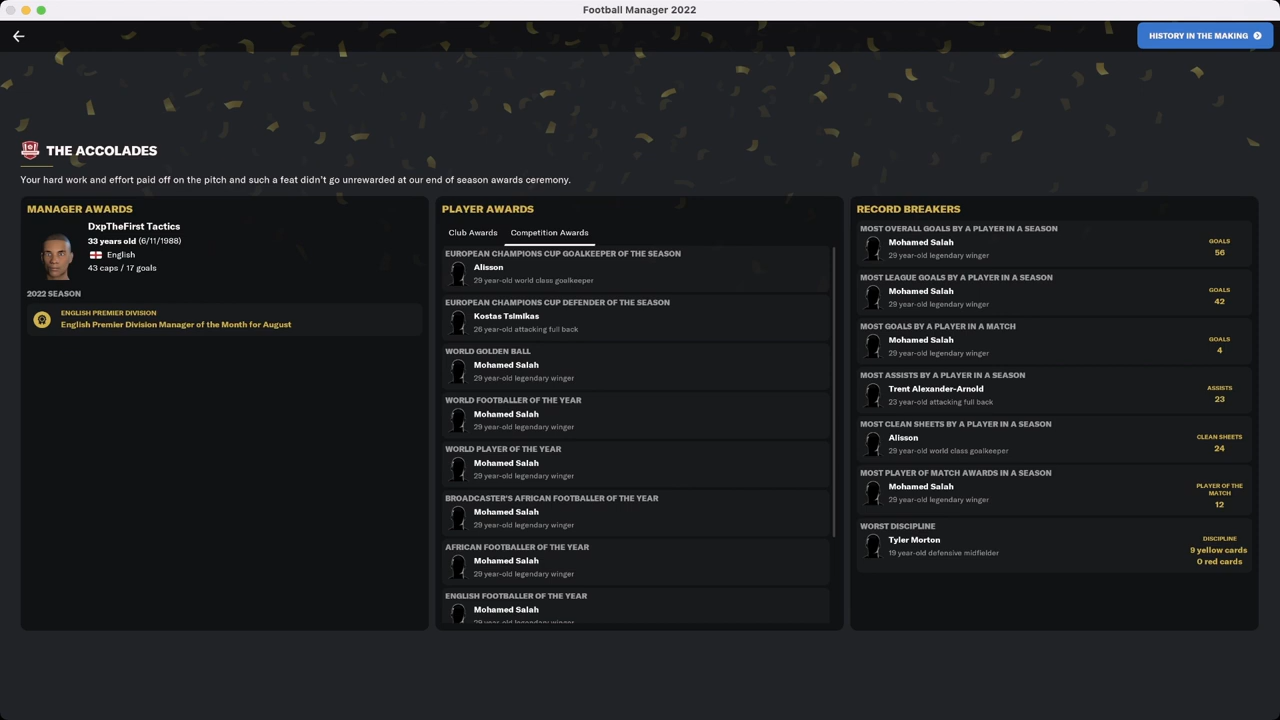 Football Manager 2022
HISTORY IN THE MAKING
THE ACCOLADES
Your hard work and effort paid off on the pitch and such a feat didn't go unrewarded at our end of season awards ceremony.
MANAGER AWARDS
DxpTheFirst Tactics
33 years old (6/11/1988)
English
43 caps / 17 goals
2022 SEASON
ENGLISH PREMIER DIVISION
English Premier Division Manager of the Month for August
PLAYER AWARDS
Club Awards
Competition Awards
EUROPEAN CHAMPIONS CUP GOALKEEPER OF THE SEASON
Alisson
29 year-old world class goalkeeper
EUROPEAN CHAMPIONS CUP DEFENDER OF THE SEASON
Kostas Tsimikas
26 year-old attacking full back
WORLD GOLDEN BALL
Mohamed Salah
29 year-old legendary winger
WORLD FOOTBALLER OF THE YEAR
Mohamed Salah
29 year-old legendary winger
WORLD PLAYER OF THE YEAR
Mohamed Salah
29 year-old legendary winger
BROADCASTER'S AFRICAN FOOTBALLER OF THE YEAR
Mohamed Salah
29 year-old legendary winger
AFRICAN FOOTBALLER OF THE YEAR
Mohamed Salah
29 year-old legendary winger
ENGLISH FOOTBALLER OF THE YEAR
Mohamed Salah
29 year-old legendary winger
RECORD BREAKERS
MOST OVERALL GOALS BY A PLAYER IN A SEASON
Mohamed Salah
29 year-old legendary winger
GOALS
56
MOST LEAGUE GOALS BY A PLAYER IN A SEASON
Mohamed Salah
29 year-old legendary winger
GOALS
42
MOST GOALS BY A PLAYER IN A MATCH
Mohamed Salah
29 year-old legendary winger
GOALS
4
MOST ASSISTS BY A PLAYER IN A SEASON
Trent Alexander-Arnold
23 year-old attacking full back
ASSISTS
23
MOST CLEAN SHEETS BY A PLAYER IN A SEASON
Alisson
29 year-old world class goalkeeper
CLEAN SHEETS
24
MOST PLAYER OF MATCH AWARDS IN A SEASON
Mohamed Salah
29 year-old legendary winger
PLAYER OF THE
MATCH
12
WORST DISCIPLINE
Tyler Morton
19 year-old defensive midfielder
DISCIPLINE
9 yellow cards
0 red cards